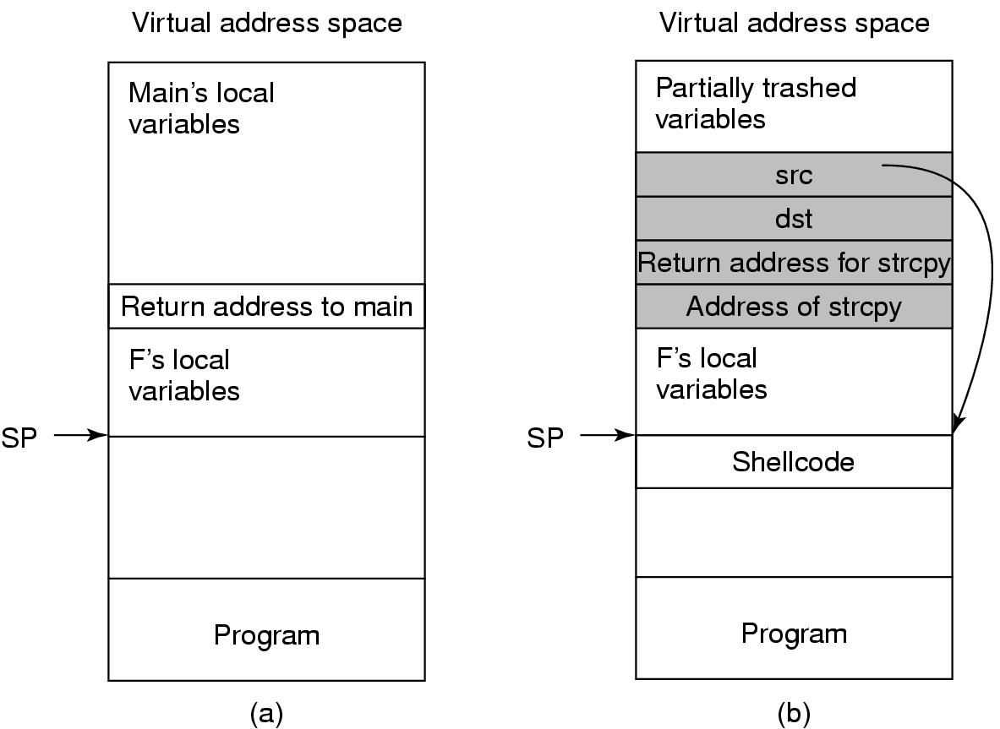 Virtual address space
Main’s local
variables
Return address to main
F’s local
variables
SP
Program
(a)
Virtual address space
Partially trashed
variables
src
dst
Return address for strcpy
Address of strcpy
F’s local
variables
SP
Shellcode
Program
(b)